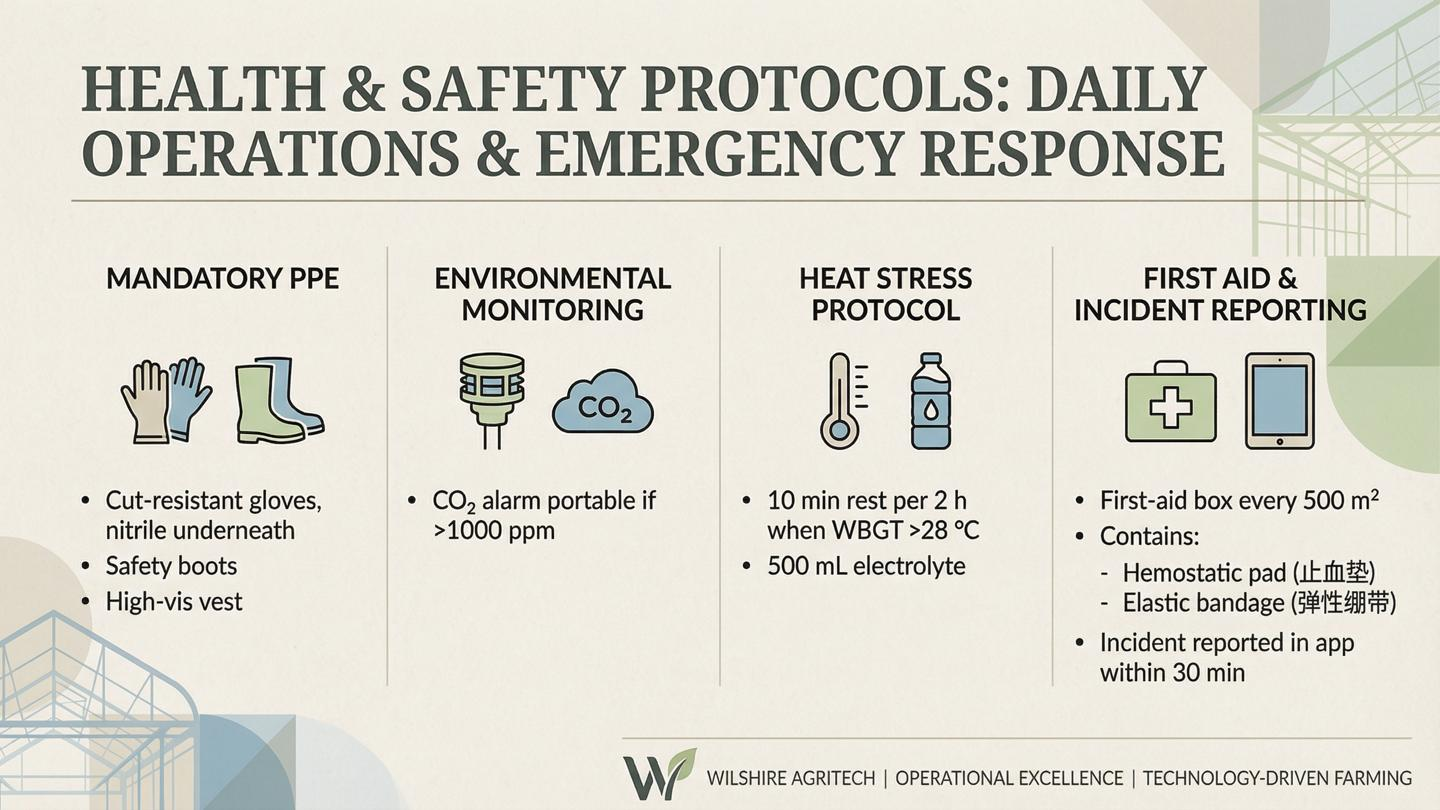 HEALTH & SAFETY PROTOCOLS: DAILY
OPERATIONS & EMERGENCY RESPONSE
MANDATORY PPE
• Cut-resistant gloves,
nitrile underneath
• Safety boots
• High-vis vest
ENVIRONMENTAL
MONITORING
CO₂
• CO₂ alarm portable if
>1000 ppm
HEAT STRESS
PROTOCOL
• 10 min rest per 2 h
when WBGT >28 °C
• 500 mL electrolyte
FIRST AID &
INCIDENT REPORTING
• First-aid box every 500 m²
• Contains:
- Hemostatic pad (止血垫)
- Elastic bandage (弹性绷带)
• Incident reported in app
within 30 min
W WILSHIRE AGRITECH | OPERATIONAL EXCELLENCE | TECHNOLOGY-DRIVEN FARMING